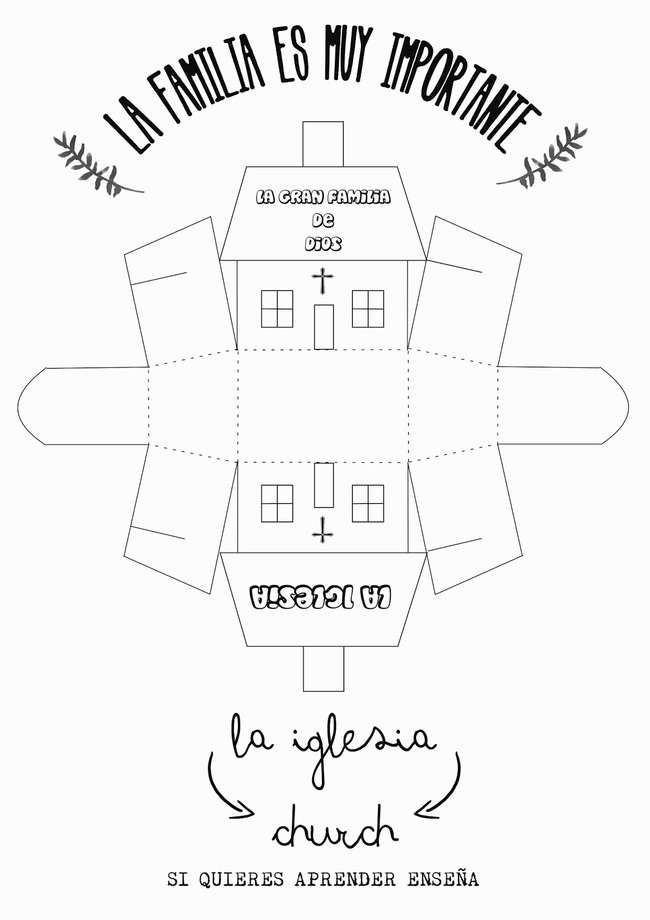 LA FAMILIA ES MUY IMPORTANTE
LA GRAN FAMILIA
DE
DIOS
LA IGLESIA
la iglesia
church
SI QUIERES APRENDER ENSEÑA